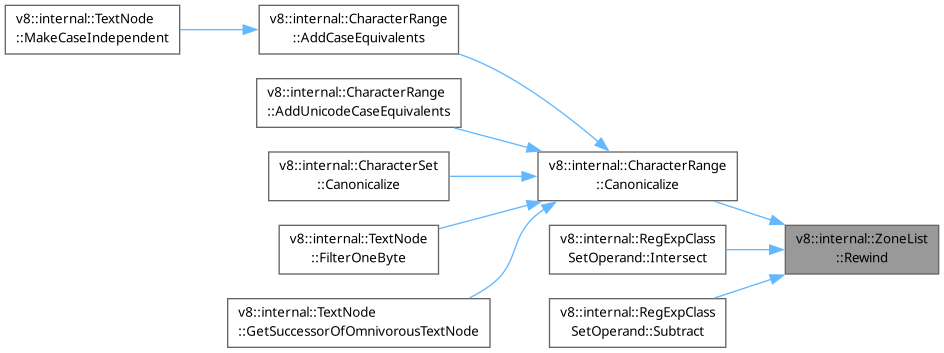 v8::internal::TextNode
::MakeCaseIndependent
v8::internal::CharacterRange
::AddCaseEquivalents
v8::internal::CharacterRange
::AddUnicodeCaseEquivalents
v8::internal::CharacterSet
::Canonicalize
v8::internal::CharacterRange
::Canonicalize
v8::internal::TextNode
::FilterOneByte
v8::internal::RegExpClass
SetOperand::Intersect
v8::internal::ZoneList
::Rewind
v8::internal::TextNode
::GetSuccessorOfOmnivorousTextNode
v8::internal::RegExpClass
SetOperand::Subtract